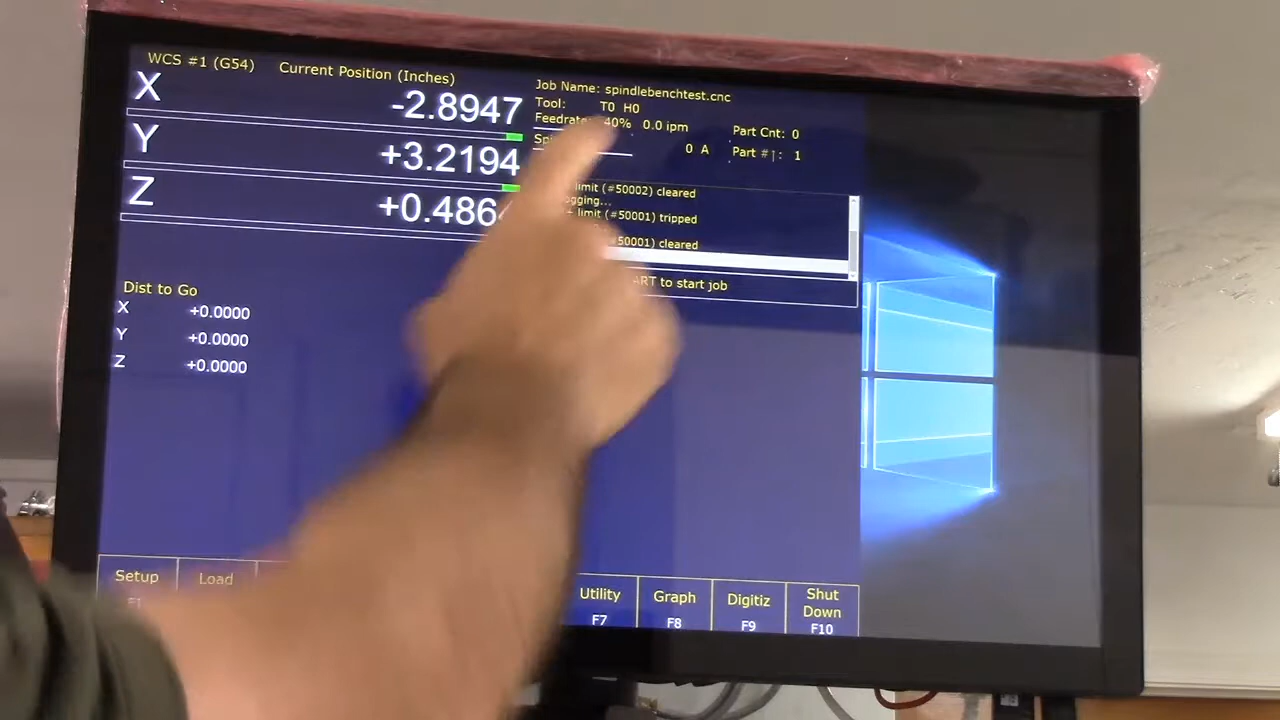 WCS #1 (G54) Current Position (Inches)
X -2.8947
Y +3.2194
Z +0.486
Job Name: spindlebenchtest.cnc
Tool: T0 H0
Feedrate: 40% 0.0 ipm
0 A
Part Cnt: 0
Part #: 1
limit (#50002) cleared
limit (#50001) tripped
#50001) cleared
to start job
Dist to Go
X +0.0000
Y +0.0000
Z +0.0000
Setup
Load
Utility
F7
Graph
F8
Digitiz
F9
Shut
Down
F10